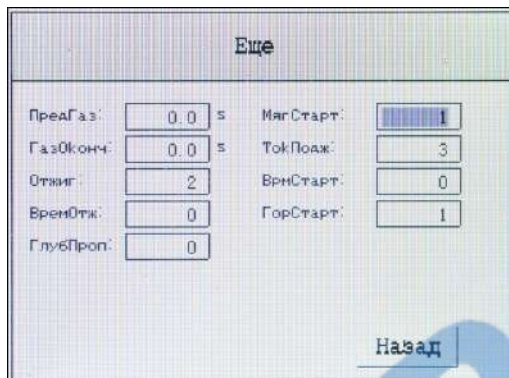 Еще
ПредГаз: 0.0 s МягСтарт: 1
ГазОконч: 0.0 s ТокПодж: 3
Отжиг: 2 ВрмСтарт: 0
ВремОтж: 0 ГорСтарт: 1
ГлубПроп: 0
Назад